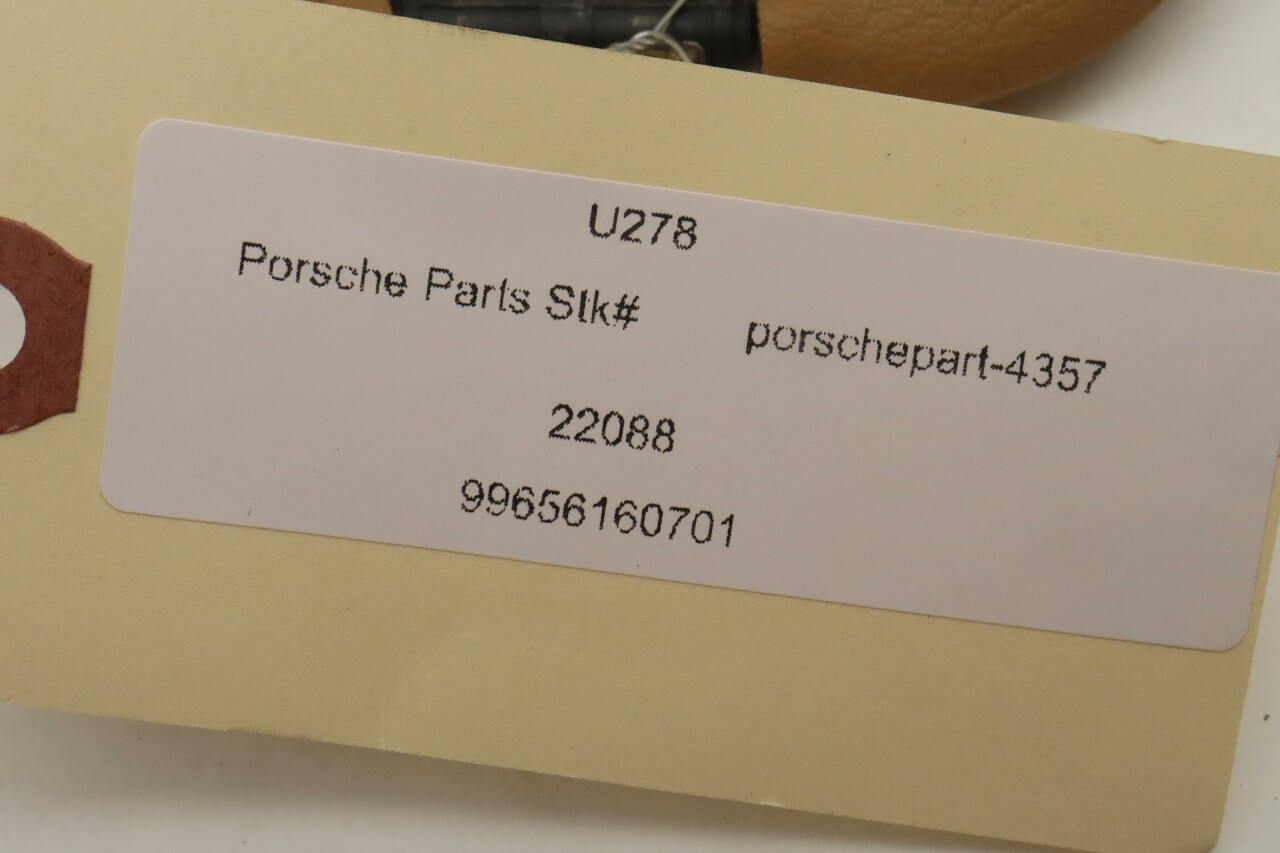 U278
Porsche Parts Stk# porschepart-4357
22088
99656160701